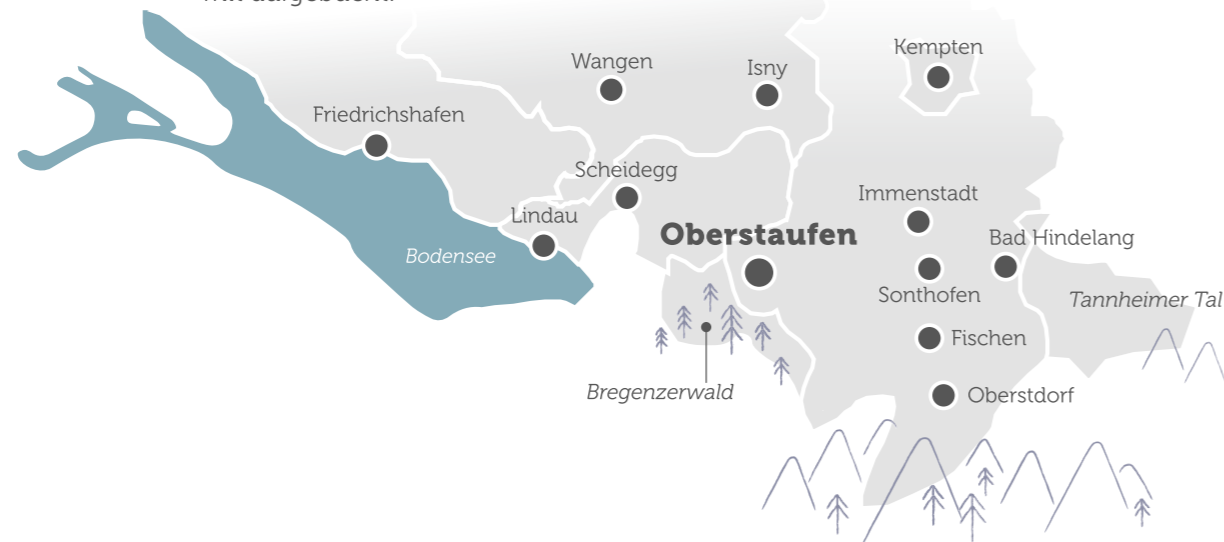 Kempten
Wangen
Isny
Friedrichshafen
Scheidegg
Immenstadt
Lindau
Oberstaufen
Bad Hindelang
Bodensee
Sonthofen
Tannheimer Tal
Fischen
Bregenzerwald
Oberstdorf